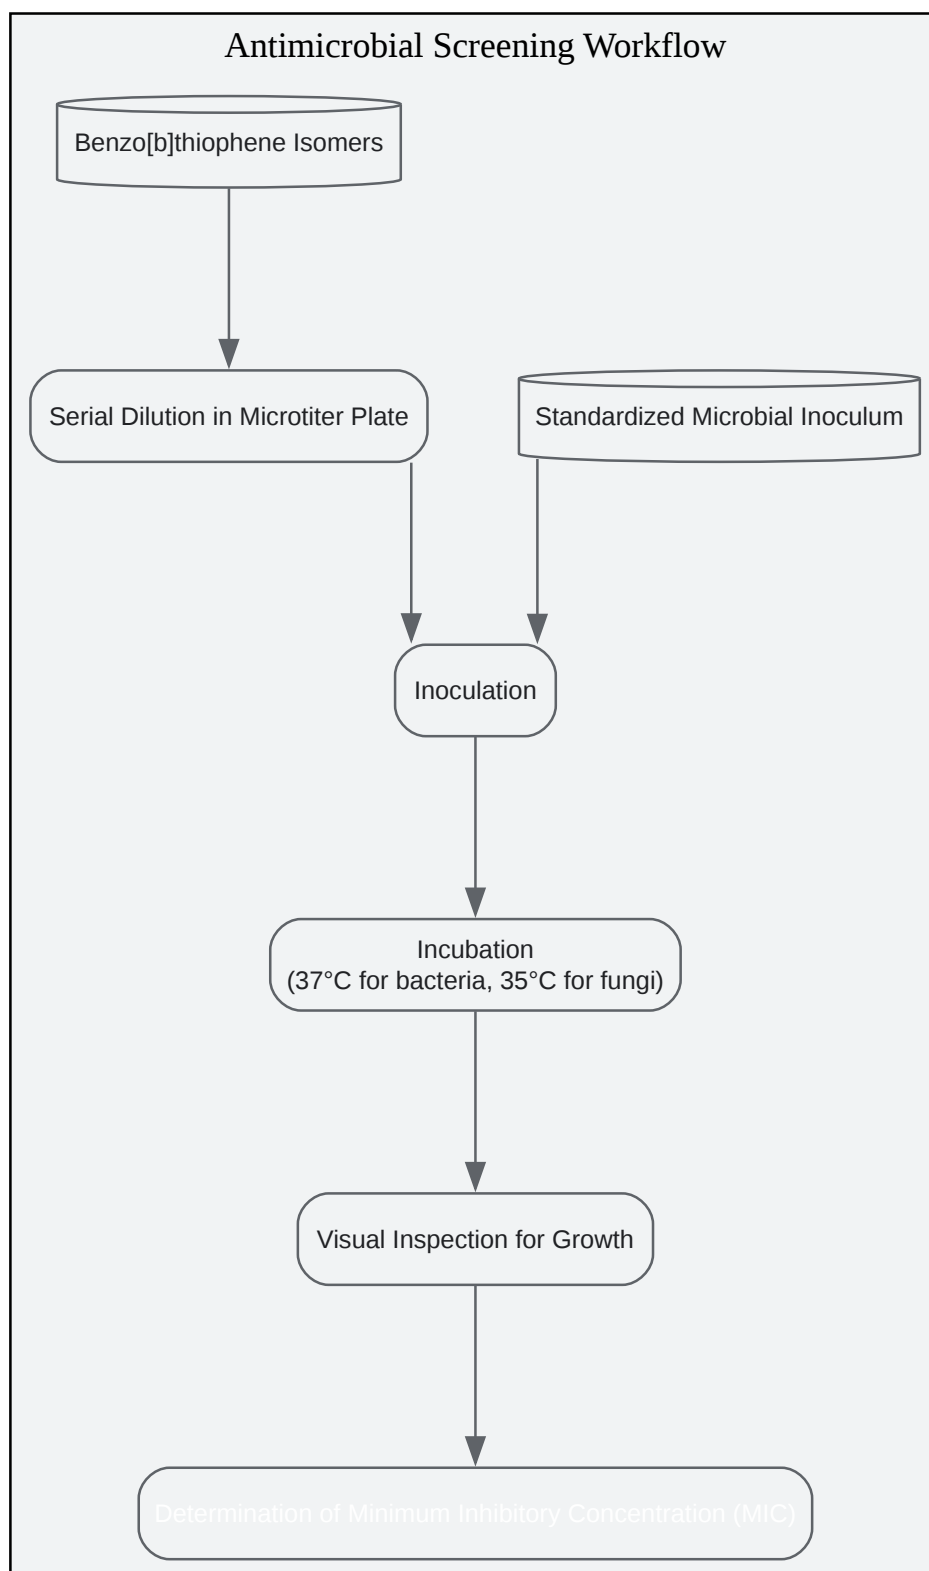 Antimicrobial Screening Workflow
Benzo[b]thiophene Isomers
Serial Dilution in Microtiter Plate
Standardized Microbial Inoculum
Inoculation
Incubation
(37°C for bacteria, 35°C for fungi)
Visual Inspection for Growth
Determination of Minimum Inhibitory Concentration (MIC)